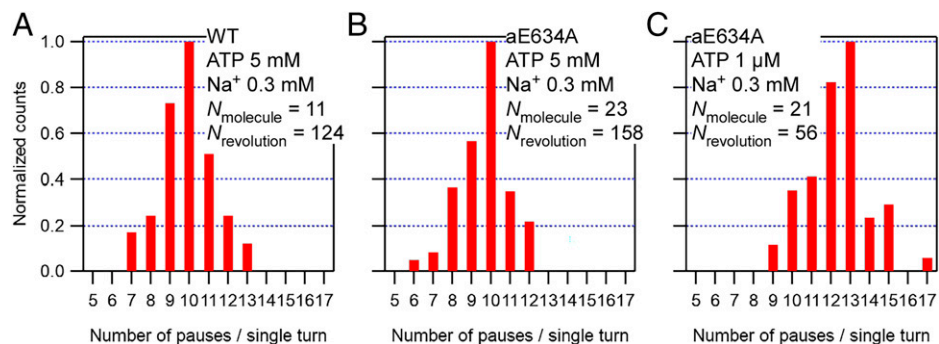 A
WT
ATP 5 mM
Na⁺ 0.3 mM
Nmolecule = 11
Nrevolution = 124
Normalized counts
1.0
0.8
0.6
0.4
0.2
0.0
5 6 7 8 9 10 11 12 13 14 15 16 17
Number of pauses / single turn
B
aE634A
ATP 5 mM
Na⁺ 0.3 mM
Nmolecule = 23
Nrevolution = 158
5 6 7 8 9 10 11 12 13 14 15 16 17
Number of pauses / single turn
C
aE634A
ATP 1 µM
Na⁺ 0.3 mM
Nmolecule = 21
Nrevolution = 56
5 6 7 8 9 10 11 12 13 14 15 16 17
Number of pauses / single turn